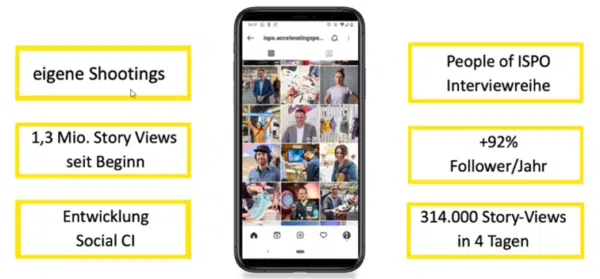 eigene Shootings
1,3 Mio. Story Views
seit Beginn
Entwicklung
Social CI
ispo.acceleratingspo...
People of ISPO
Interviewreihe
+92%
Follower/Jahr
314.000 Story-Views
in 4 Tagen